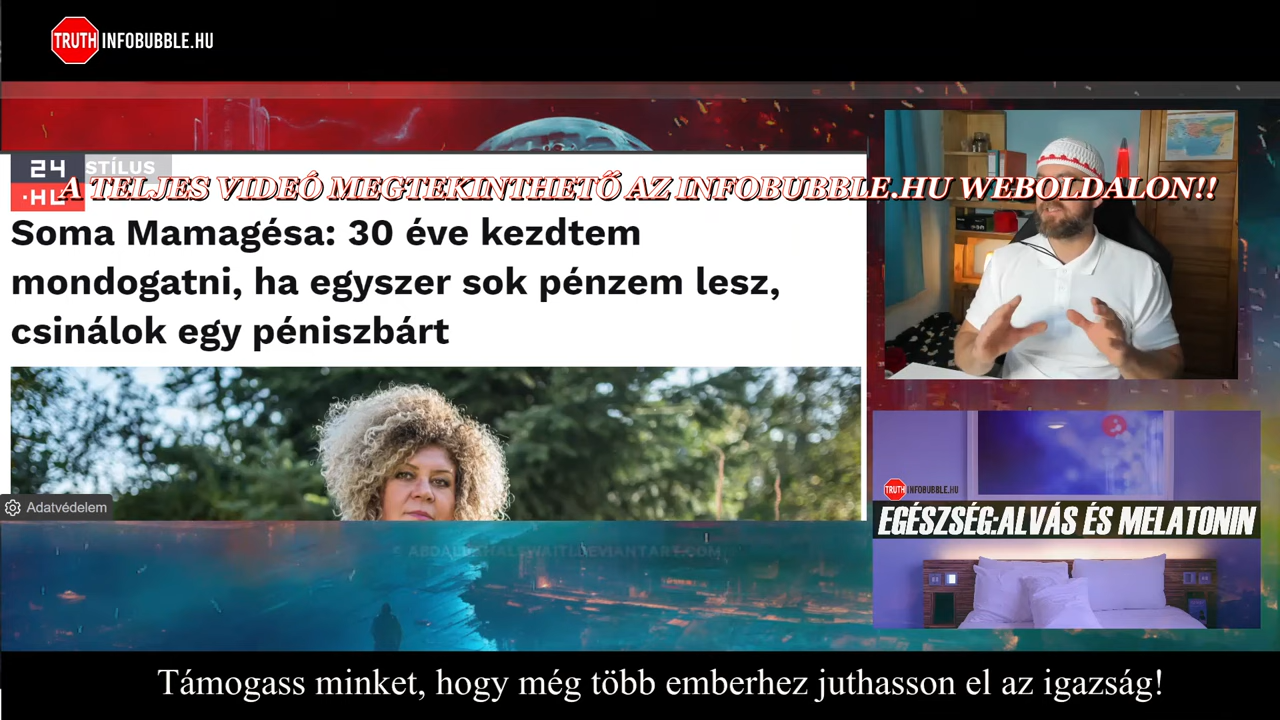 TRUTH INFOBUBBLE.HU
24 STÍLUS
.HU
A TELJES VIDEÓ MEGTEKINTHETŐ AZ INFOBUBBLE.HU WEBOLDALON!!
Soma Mamagésa: 30 éve kezdtem
mondogatni, ha egyszer sok pénzem lesz,
csinálok egy péniszbárt
Adatvédelem
TRUTH INFOBUBBLE.HU
EGÉSZSÉG:ALVÁS ÉS MELATONIN
Támogass minket, hogy még több emberhez juthasson el az igazság!